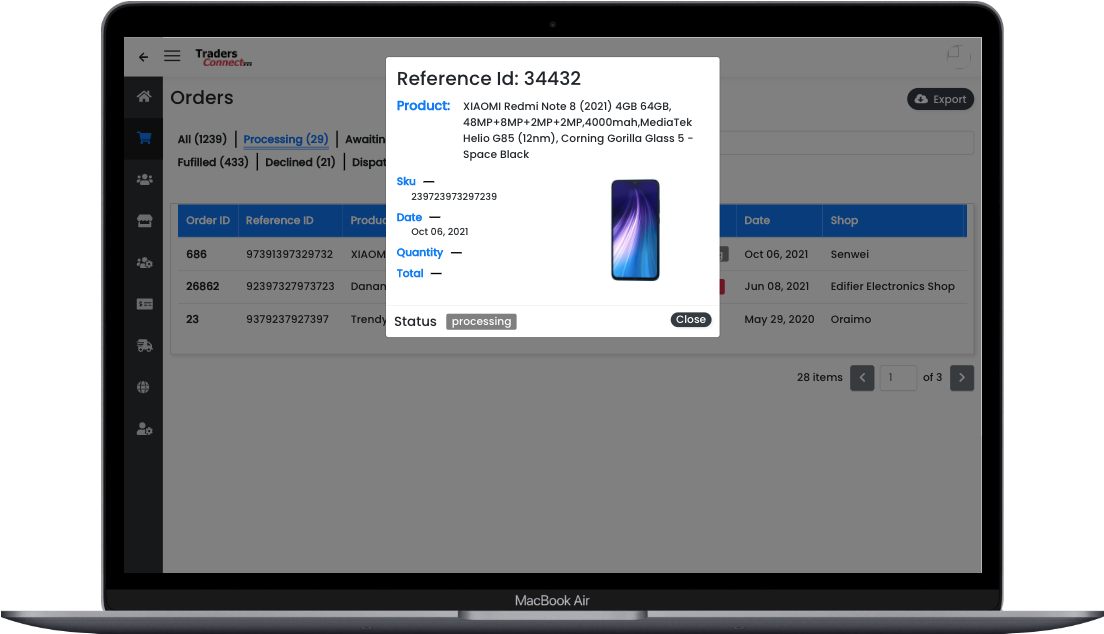 Traders
Connect
Reference Id: 34432
Orders
Export
Product: XIAOMI Redmi Note 8 (2021) 4GB 64GB,
48MP+8MP+2MP+2MP,4000mah,MediaTek
Helio G85 (12nm), Corning Gorilla Glass 5 -
Space Black
All (1239) Processing (29)
Fufilled (433) Declined (21)
Sku —
239723973297239
Date —
Oct 06, 2021
Quantity —
Total —
Order ID Reference ID Date Shop
686 97391397329732 XIAOM Oct 06, 2021 Senwei
26862 92397327973723 Danan Jun 08, 2021 Edifier Electronics Shop
23 9379237927397 Trendy May 29, 2020 Oraimo
Status processing Close
28 items 1 of 3
MacBook Air